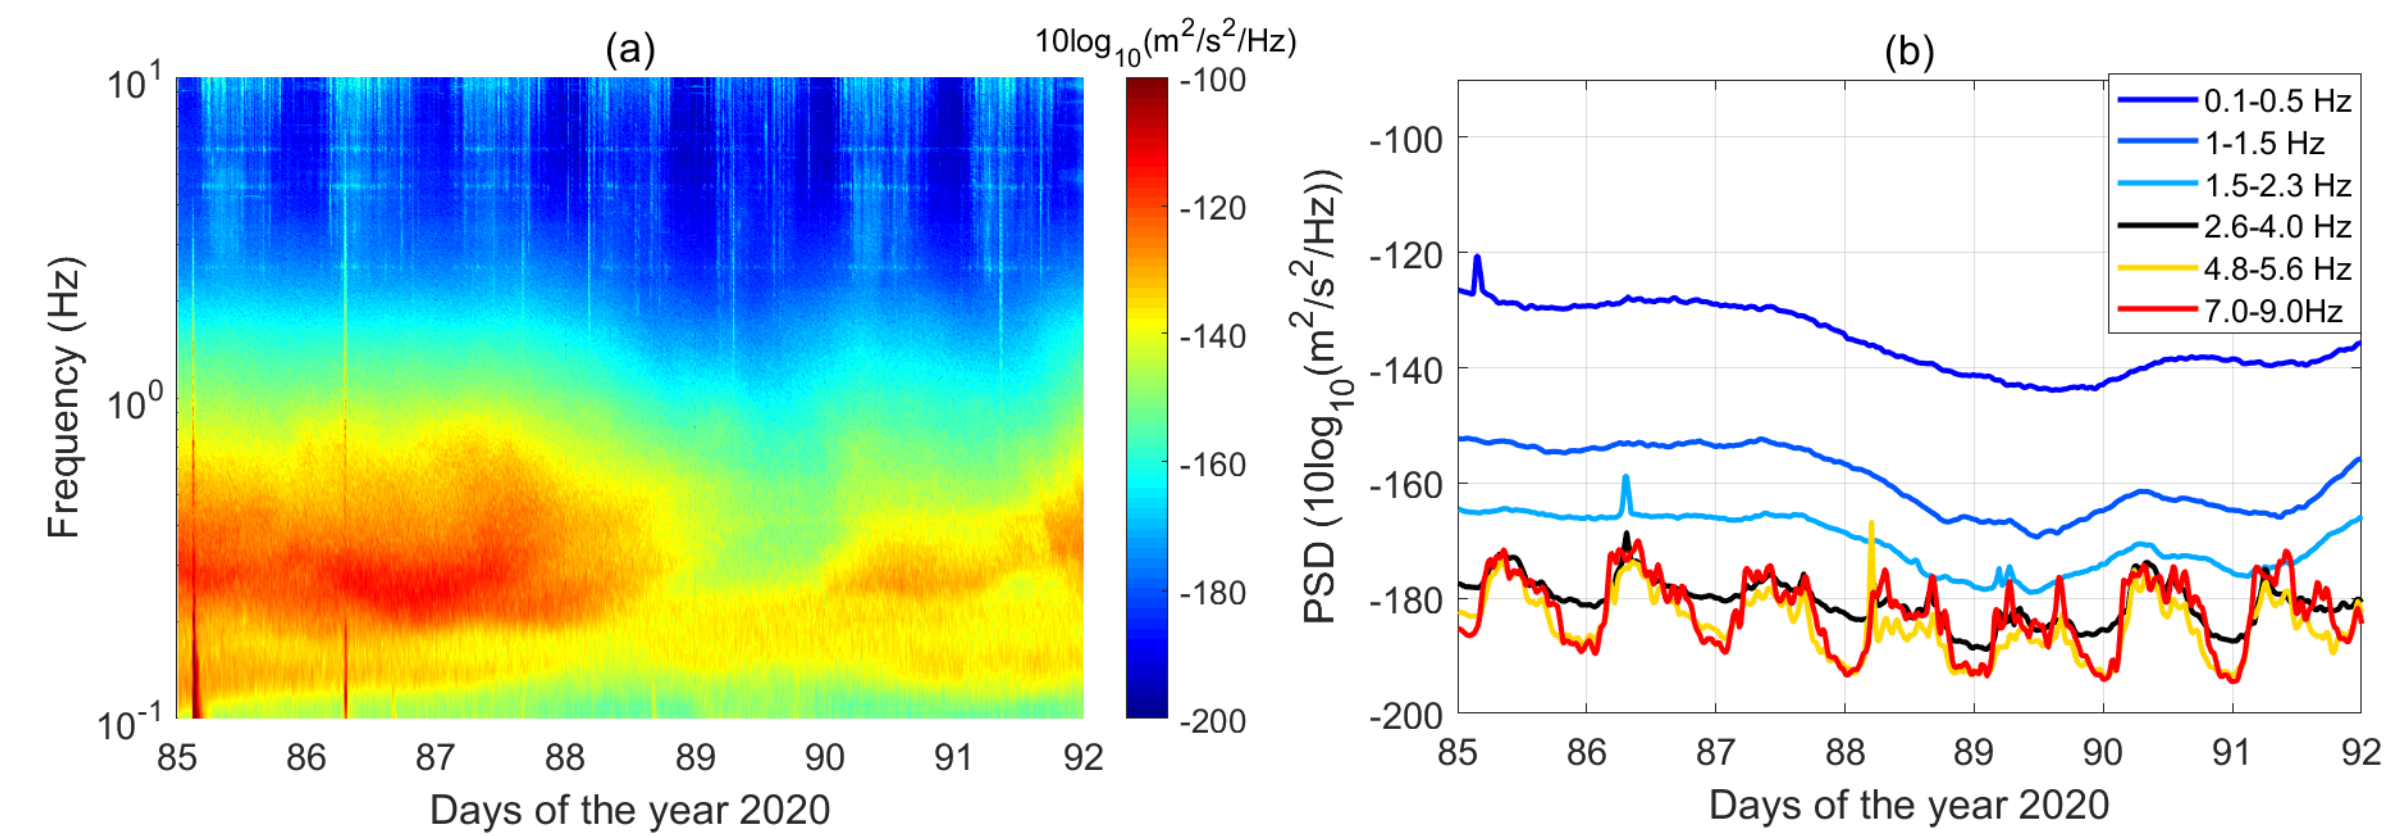 (a)
10log10(m2/s2/Hz)
10^1
10^0
10^-1
Frequency (Hz)
85 86 87 88 89 90 91 92
Days of the year 2020
-100
-120
-140
-160
-180
-200
(b)
PSD (10log10(m2/s2/Hz))
-100
-120
-140
-160
-180
-200
0.1-0.5 Hz
1-1.5 Hz
1.5-2.3 Hz
2.6-4.0 Hz
4.8-5.6 Hz
7.0-9.0Hz
85 86 87 88 89 90 91 92
Days of the year 2020